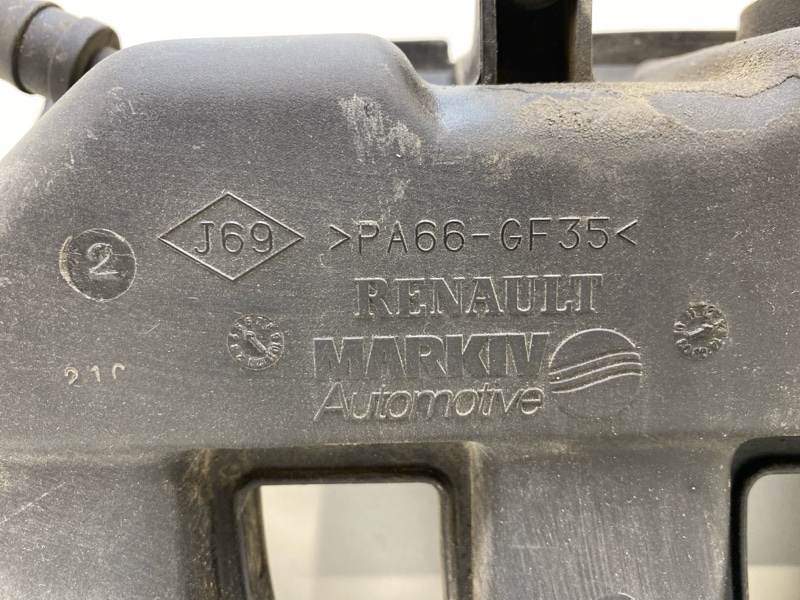 J69 >PA66-GF35<
2
RENAULT
MARKIV
Automotive